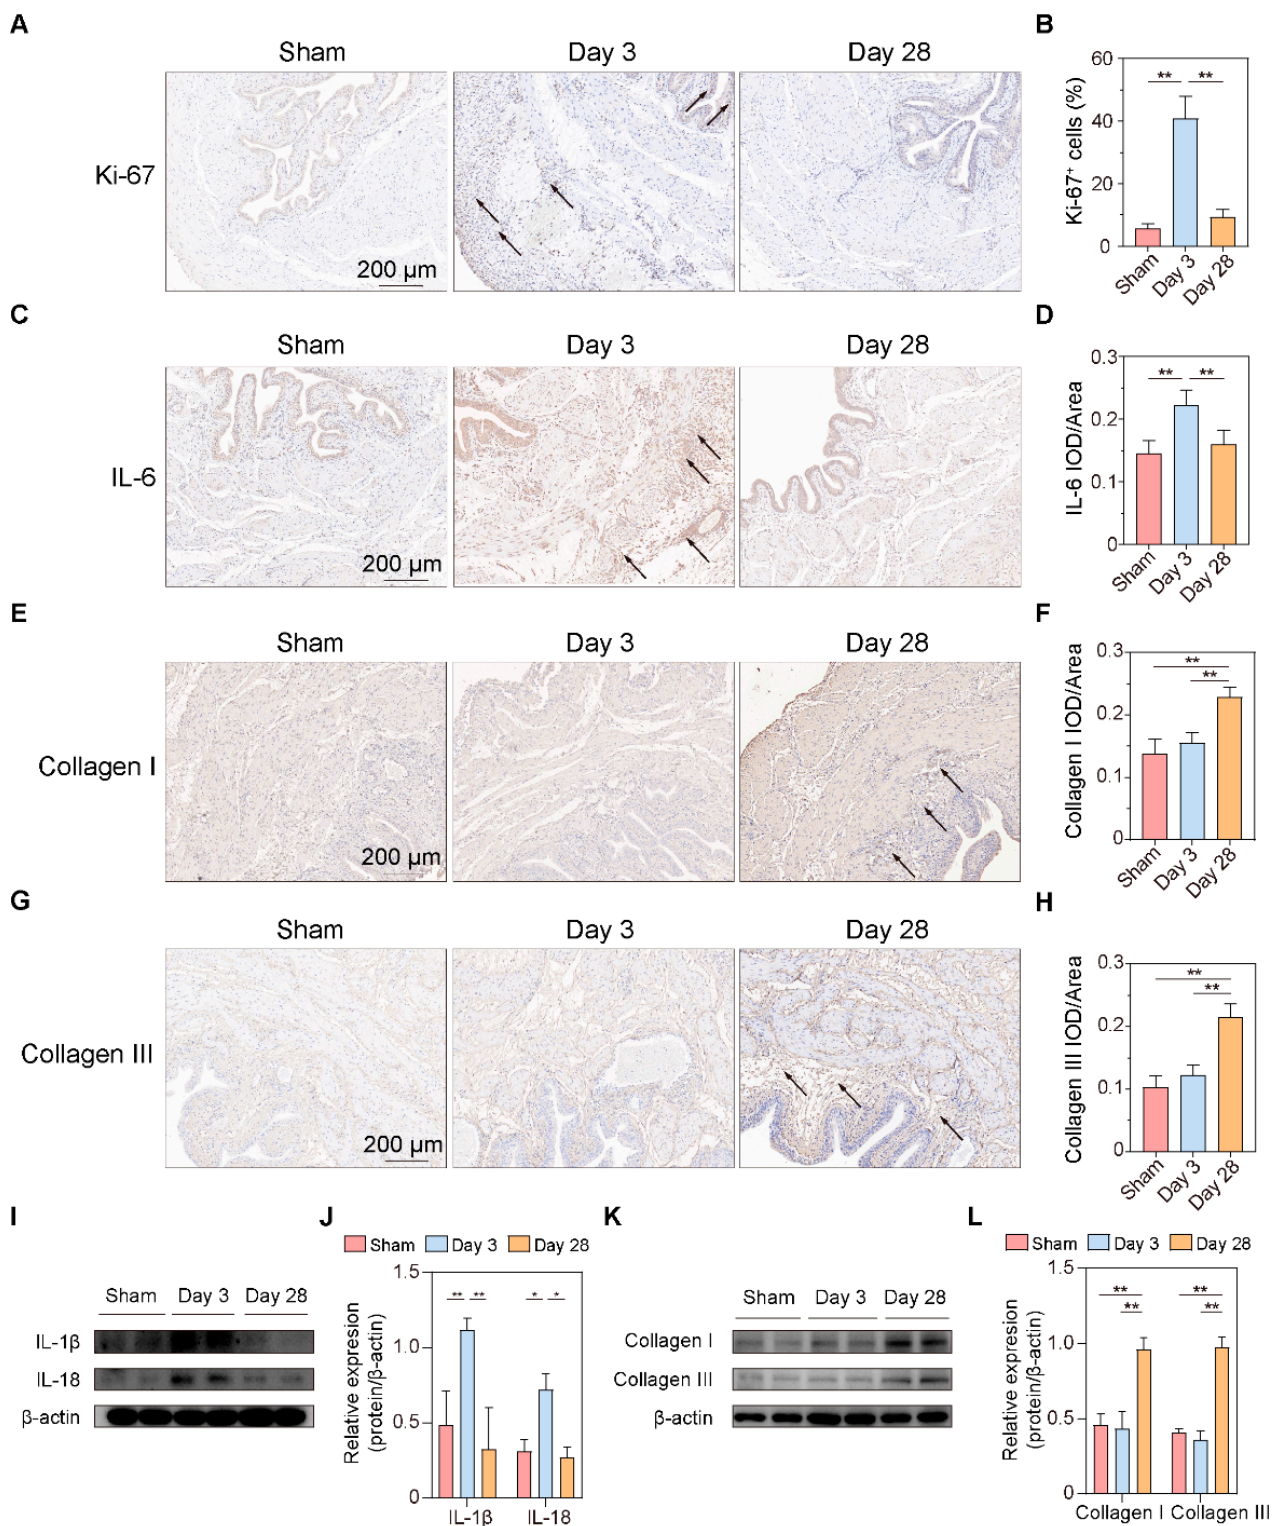 A
Sham
Day 3
Day 28
Ki-67
200 µm
B
Ki-67⁺ cells (%)
60
40
20
0
**
**
Sham
Day 3
Day 28
C
Sham
Day 3
Day 28
IL-6
200 µm
D
IL-6 IOD/Area
0.3
0.2
0.1
0
**
**
Sham
Day 3
Day 28
E
Sham
Day 3
Day 28
Collagen I
200 µm
F
Collagen I IOD/Area
0.3
0.2
0.1
0
**
**
Sham
Day 3
Day 28
G
Sham
Day 3
Day 28
Collagen III
200 µm
H
Collagen III IOD/Area
0.3
0.2
0.1
0
**
**
Sham
Day 3
Day 28
I
Sham Day 3 Day 28
IL-1β
IL-18
β-actin
J
Sham Day 3 Day 28
Relative expresion
(protein/β-actin)
1.5
1.0
0.5
0
** **
* *
IL-1β IL-18
K
Sham Day 3 Day 28
Collagen I
Collagen III
β-actin
L
Sham Day 3 Day 28
Relative expresion
(protein/β-actin)
1.5
1.0
0.5
0
** **
** **
Collagen I Collagen III